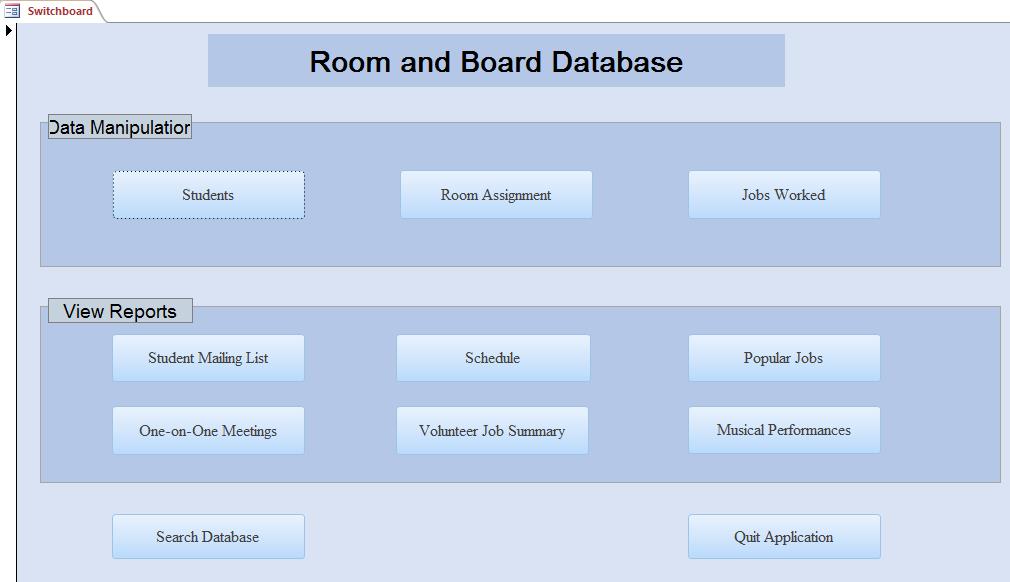 Switchboard
Room and Board Database
Data Manipulation
Students
Room Assignment
Jobs Worked
View Reports
Student Mailing List
Schedule
Popular Jobs
One-on-One Meetings
Volunteer Job Summary
Musical Performances
Search Database
Quit Application